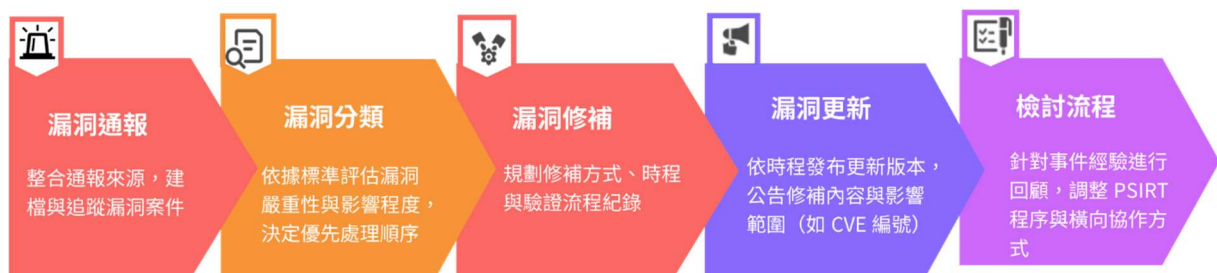 漏洞通報
整合通報來源，建
檔與追蹤漏洞案件
漏洞分類
依據標準評估漏洞
嚴重性與影響程度，
決定優先處理順序
漏洞修補
規劃修補方式、時程
與驗證流程紀錄
漏洞更新
依時程發布更新版本，
公告修補內容與影響
範圍（如 CVE 編號）
檢討流程
針對事件經驗進行
回顧，調整 PSIRT
程序與橫向協作方
式